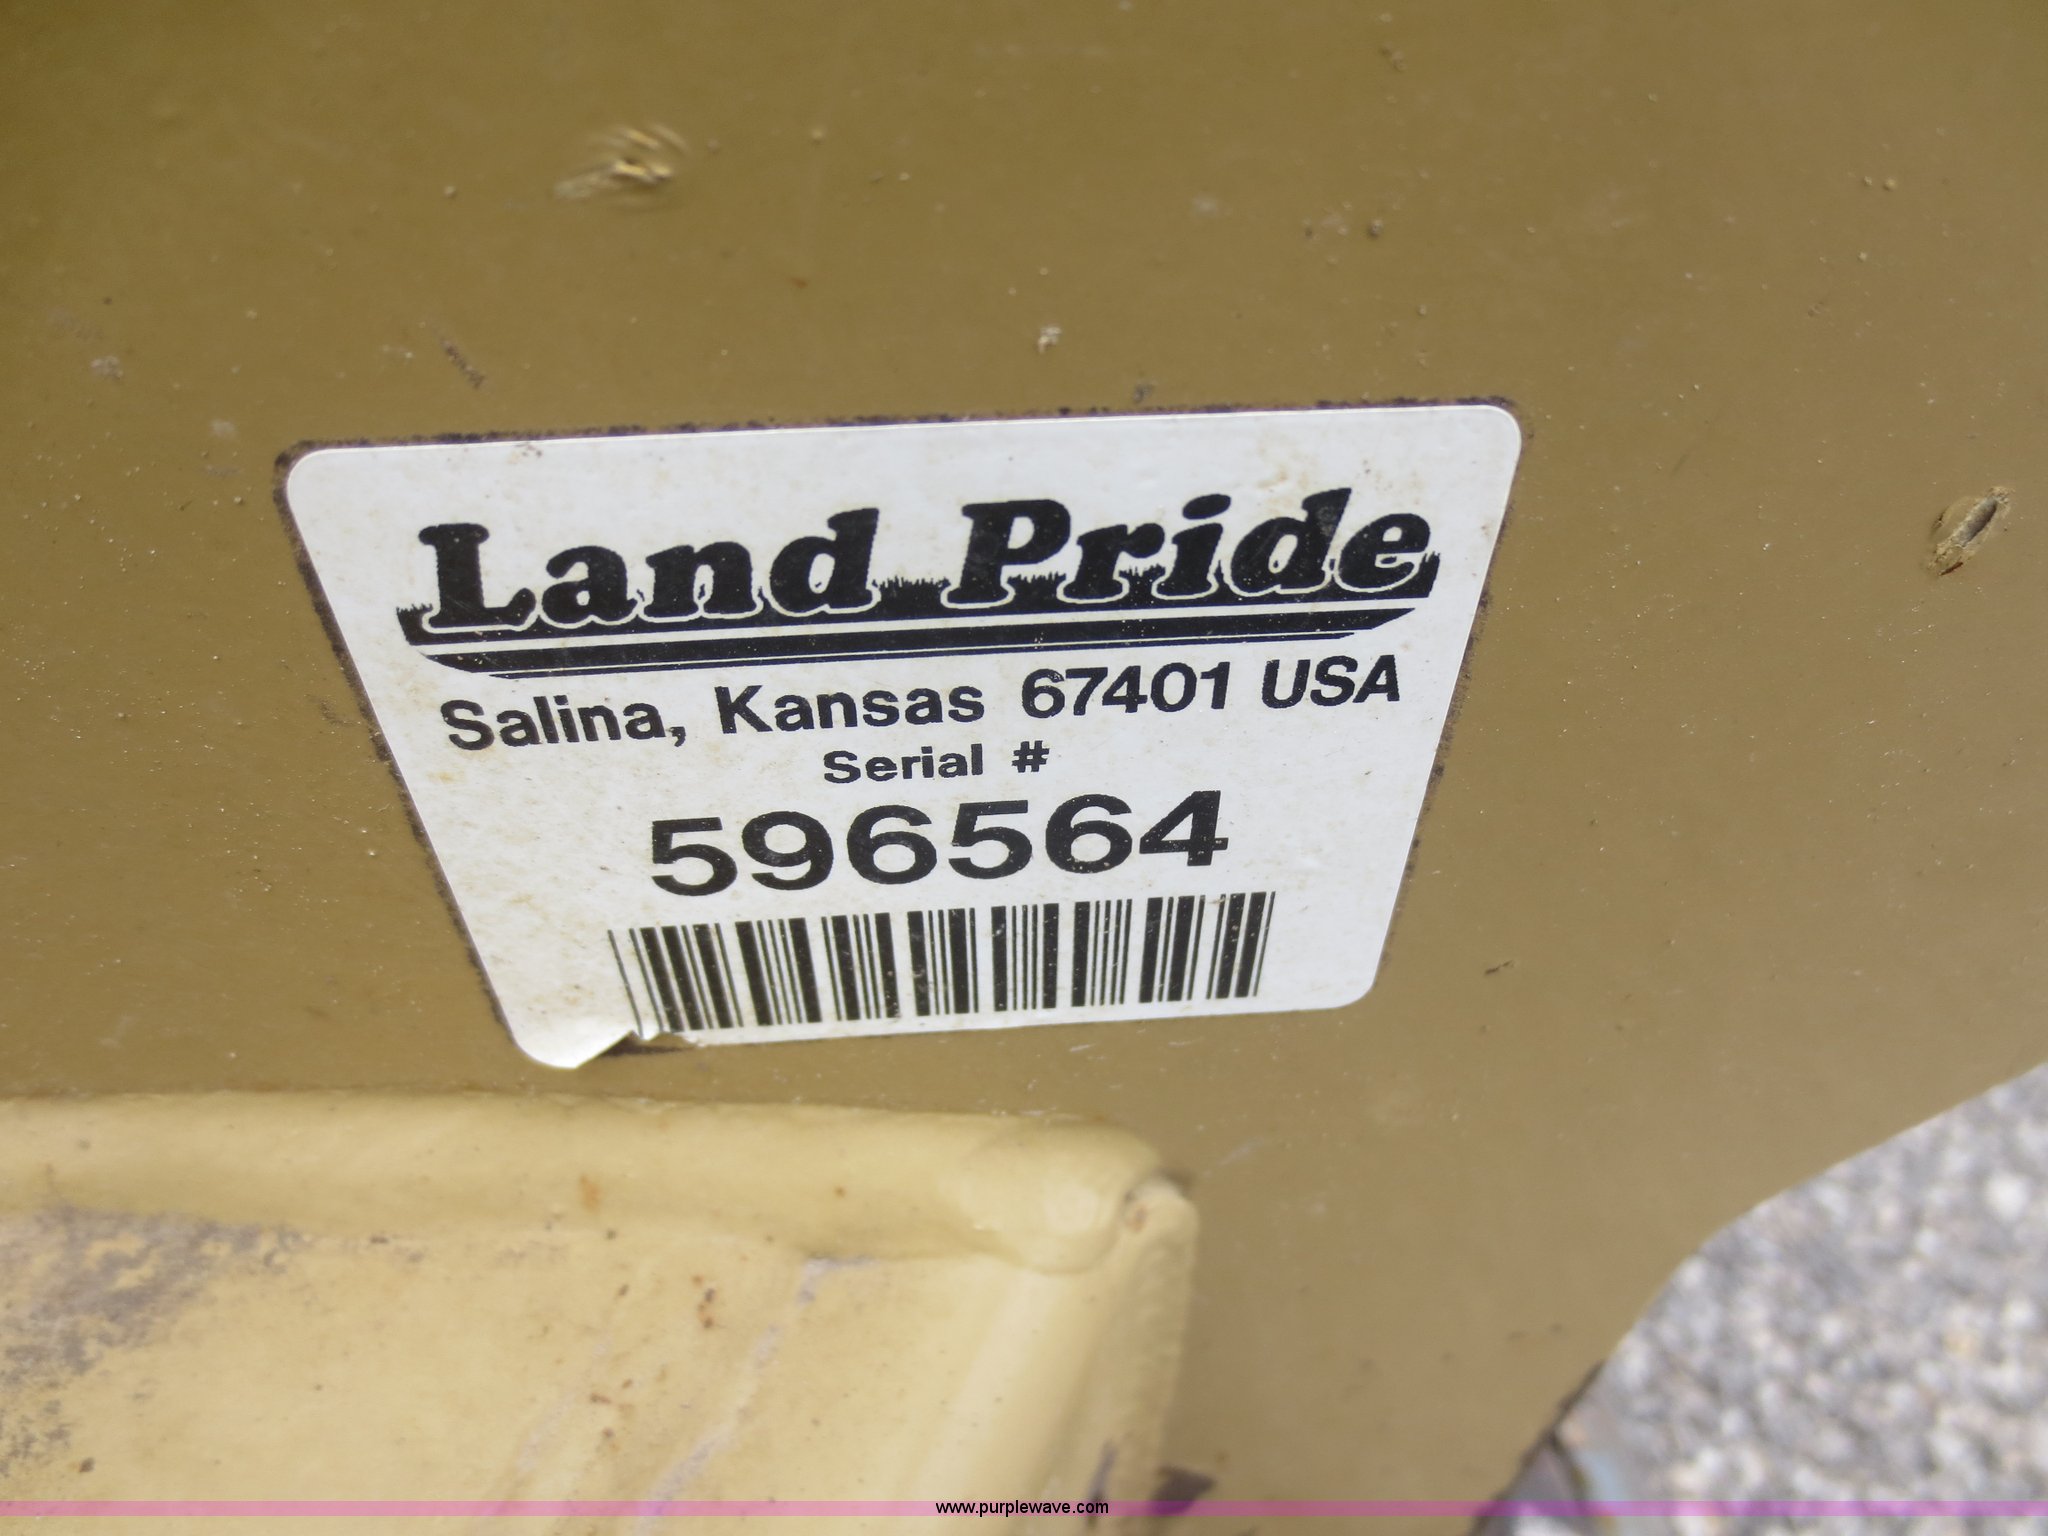 Land Pride
Salina, Kansas 67401 USA
Serial #
596564
www.purplewave.com